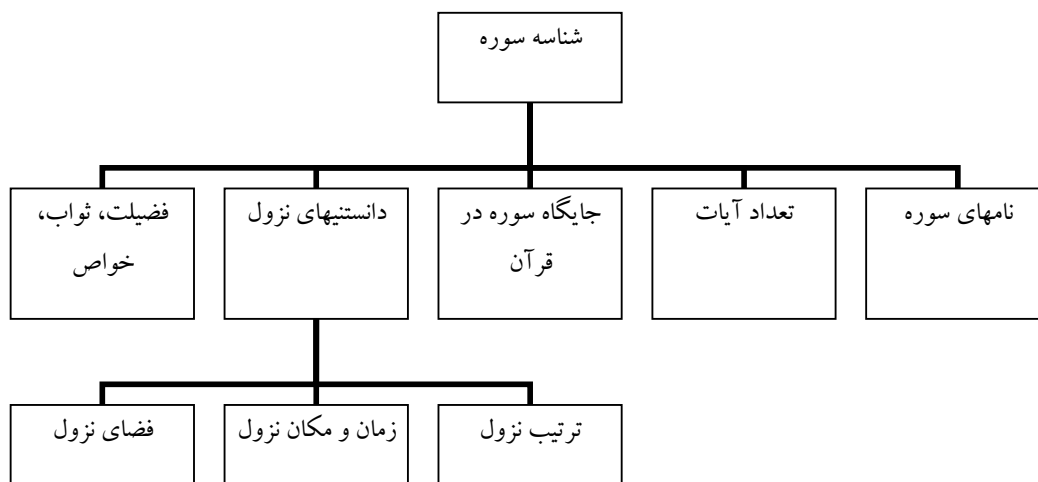 شناسه سوره
نامهای سوره
تعداد آیات
جایگاه سوره در
قرآن
دانستنیهای نزول
فضیلت، ثواب،
خواص
ترتیب نزول
زمان و مکان نزول
فضای نزول